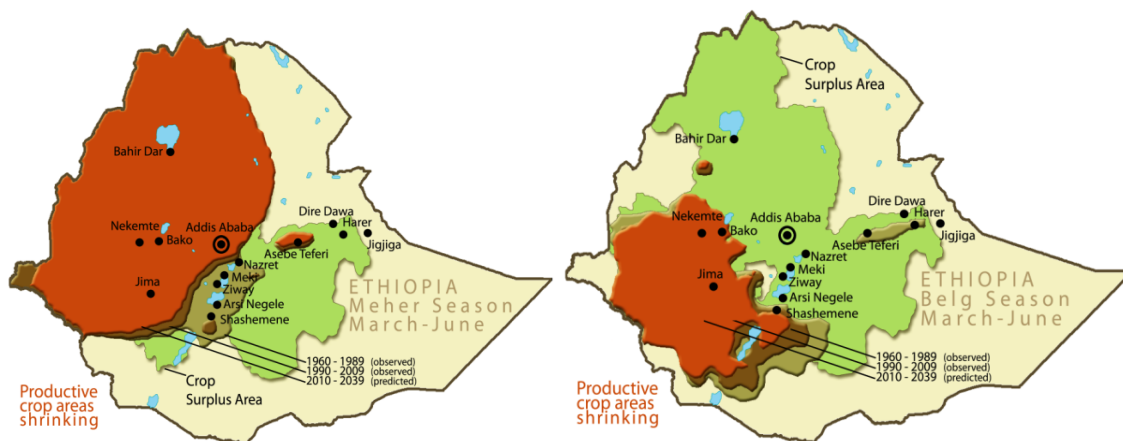 Bahir Dar
Nekemte
Bako
Addis Ababa
Dire Dawa
Harer
Jigjiga
Asebe Teferi
Nazret
Meki
Ziway
Jima
Arsi Negele
Shashemene
ETHIOPIA
Meher Season
March-June
1960 - 1989 (observed)
1990 - 2009 (observed)
2010 - 2039 (predicted)
Crop
Surplus Area
Productive
crop areas
shrinking
Crop
Surplus Area
Bahir Dar
Nekemte
Bako
Addis Ababa
Dire Dawa
Harer
Jigjiga
Asebe Teferi
Nazret
Meki
Ziway
Jima
Arsi Negele
Shashemene
ETHIOPIA
Belg Season
March-June
1960 - 1989 (observed)
1990 - 2009 (observed)
2010 - 2039 (predicted)
Productive
crop areas
shrinking